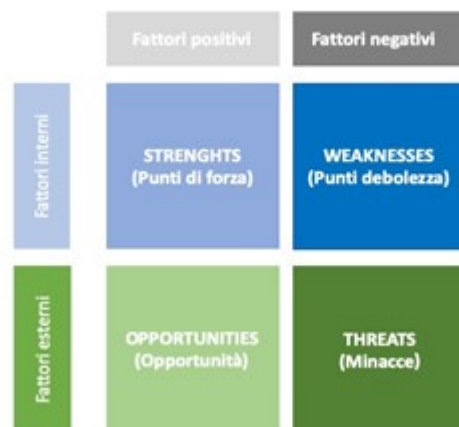 Fattori positivi
Fattori negativi
Fattori interni
STRENGHTS
(Punti di forza)
WEAKNESSES
(Punti debolezza)
Fattori esterni
OPPORTUNITIES
(Opportunità)
THREATS
(Minacce)